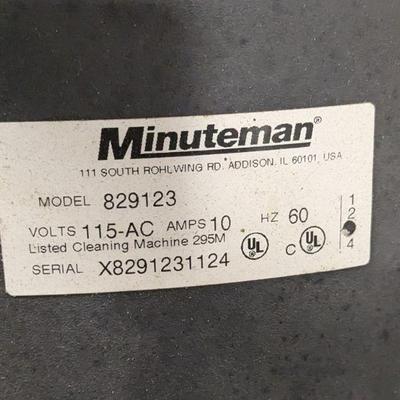 Minuteman®
111 SOUTH ROHLWING RD. ADDISON, IL 60101, USA
MODEL 829123
VOLTS 115-AC AMPS 10 HZ 60
Listed Cleaning Machine 295M
UL
C UL
SERIAL X8291231124
1
2
4